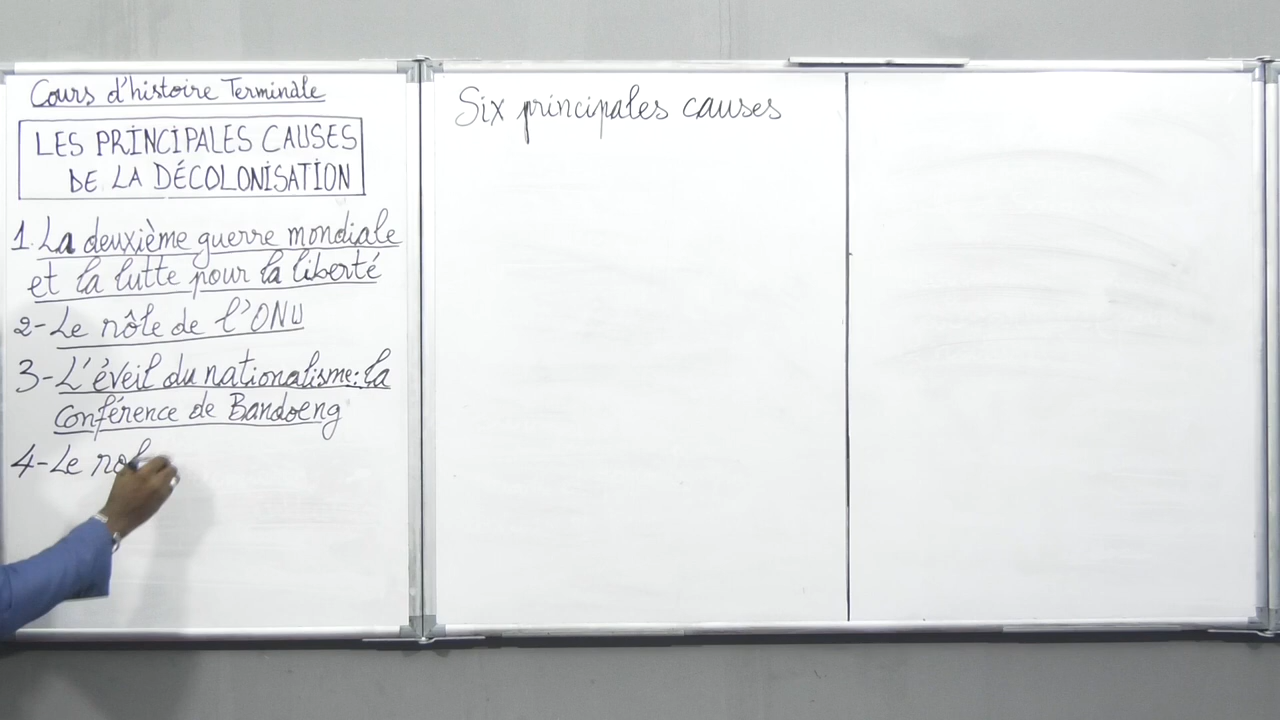 Cours d'histoire Terminale
LES PRINCIPALES CAUSES
DE LA DÉCOLONISATION
1. La deuxième guerre mondiale
et la lutte pour la liberté
2- Le rôle de l'ONU
3- L'éveil du nationalisme: la
conférence de Bandoeng
4- Le rol
Six principales causes